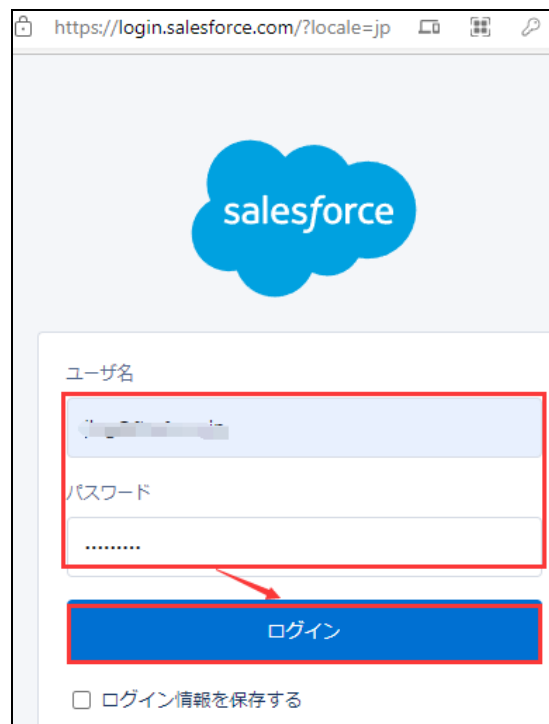 https://login.salesforce.com/?locale=jp
salesforce
ユーザ名
パスワード
•••••••••
ログイン
ログイン情報を保存する